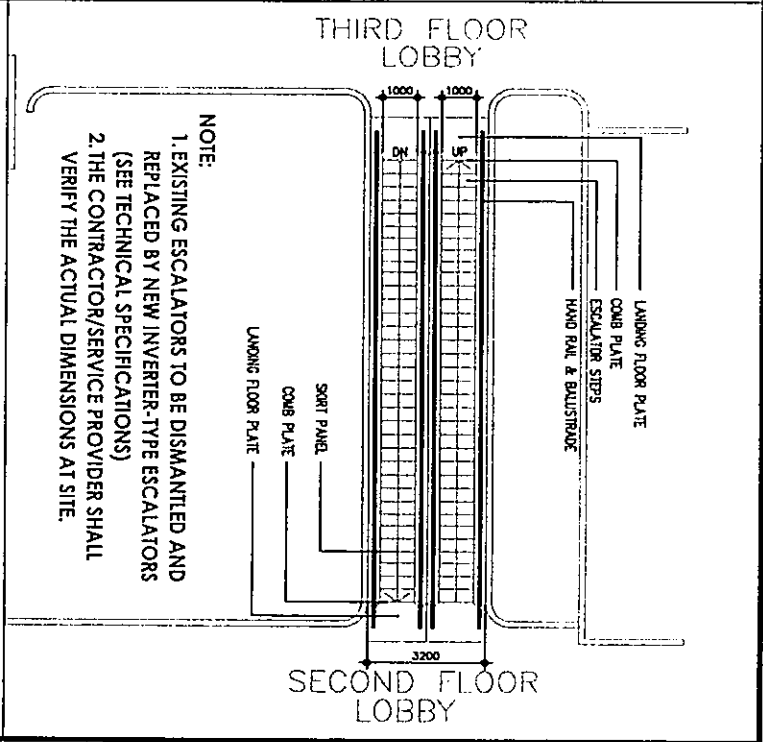 THIRD FLOOR
LOBBY
1000
1000
DN
UP
LANDING FLOOR PLATE
COMB PLATE
ESCALATOR STEPS
HAND RAIL & BALUSTRADE
NOTE:
1. EXISTING ESCALATORS TO BE DISMANTLED AND
REPLACED BY NEW INVERTER-TYPE ESCALATORS
(SEE TECHNICAL SPECIFICATIONS)
2. THE CONTRACTOR/SERVICE PROVIDER SHALL
VERIFY THE ACTUAL DIMENSIONS AT SITE.
SKIRT PANEL
COMB PLATE
LANDING FLOOR PLATE
3200
SECOND FLOOR
LOBBY